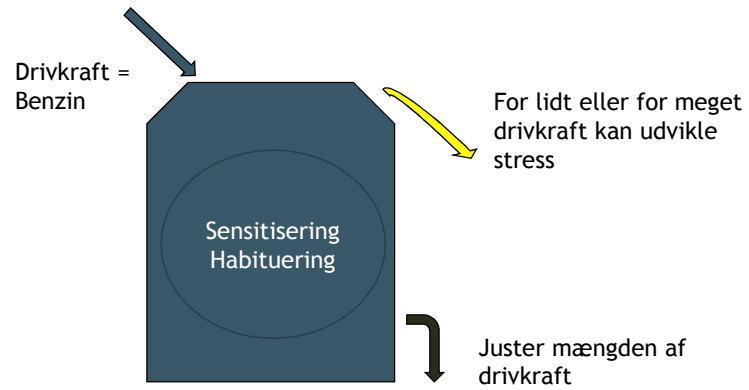 Drivkraft =
Benzin
For lidt eller for meget
drivkraft kan udvikle
stress
Sensitisering
Habituering
Juster mængden af
drivkraft